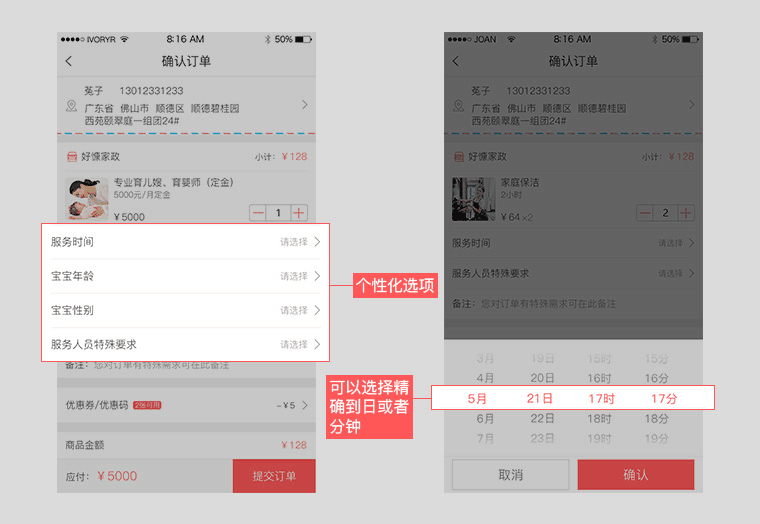 IVORYR 8:16 AM 50%
确认订单
菟子 13012331233
广东省 佛山市 顺德区 顺德碧桂园
西苑颐翠庭一组团24#
好慷家政 小计：￥128
专业育儿嫂、育婴师（定金）
5000元/月定金
￥5000 1
服务时间 请选择
宝宝年龄 请选择
宝宝性别 请选择
服务人员特殊要求 请选择
备注：您对订单有特殊需求可在此备注
优惠券/优惠码 2张可用 -￥5
商品金额 ￥128
应付：￥5000 提交订单
个性化选项
可以选择精
确到日或者
分钟
JOAN 8:16 AM 50%
确认订单
菟子 13012331233
广东省 佛山市 顺德区 顺德碧桂园
西苑颐翠庭一组团24#
好慷家政 小计：￥128
家庭保洁
2小时
￥64 x2 2
服务时间 请选择
服务人员特殊要求 请选择
备注：您对订单有特殊需求可在此备注
3月 19日 15时 15分
4月 20日 16时 16分
5月 21日 17时 17分
6月 22日 18时 18分
7月 23日 19时 19分
取消 确认